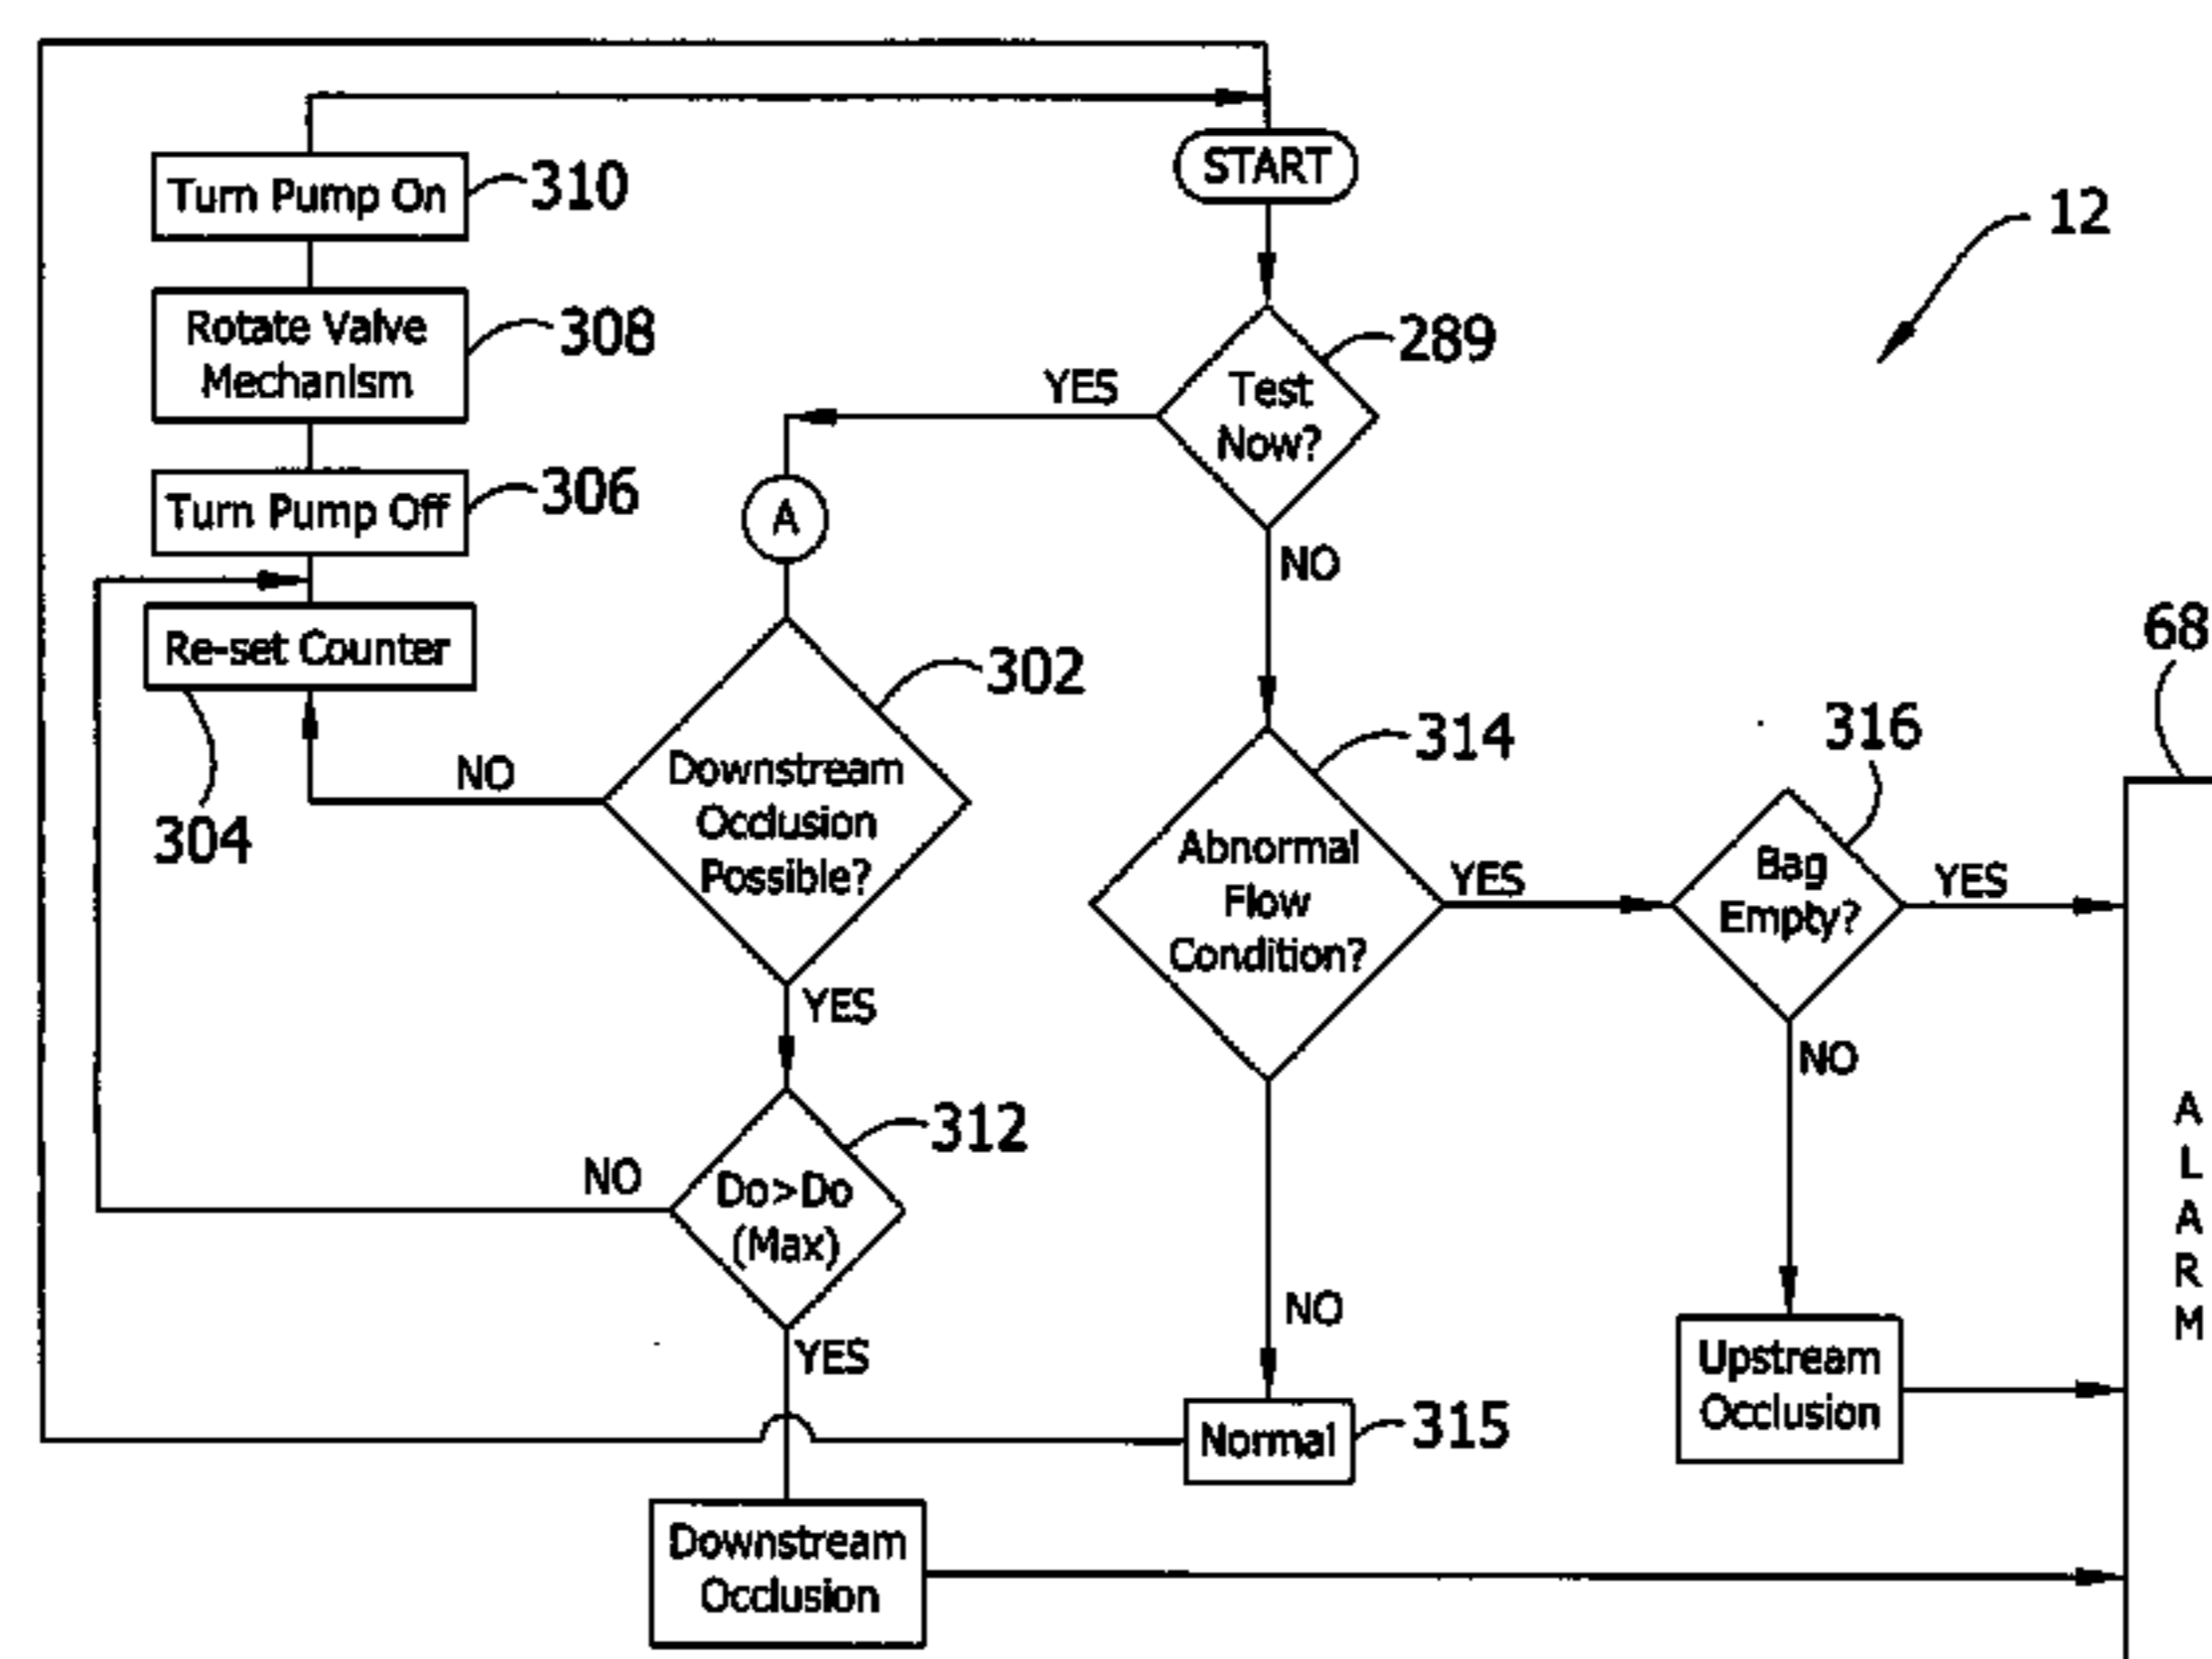 START
12
Turn Pump On
310
Rotate Valve
Mechanism
308
289
Test
Now?
YES
NO
Turn Pump Off
306
A
Re-set Counter
304
302
Downstream
Occlusion
Possible?
NO
YES
314
Abnormal
Flow
Condition?
YES
NO
316
Bag
Empty?
YES
NO
68
ALARM
312
Do>Do
(Max)
NO
YES
Normal
315
Upstream
Occlusion
Downstream
Occlusion